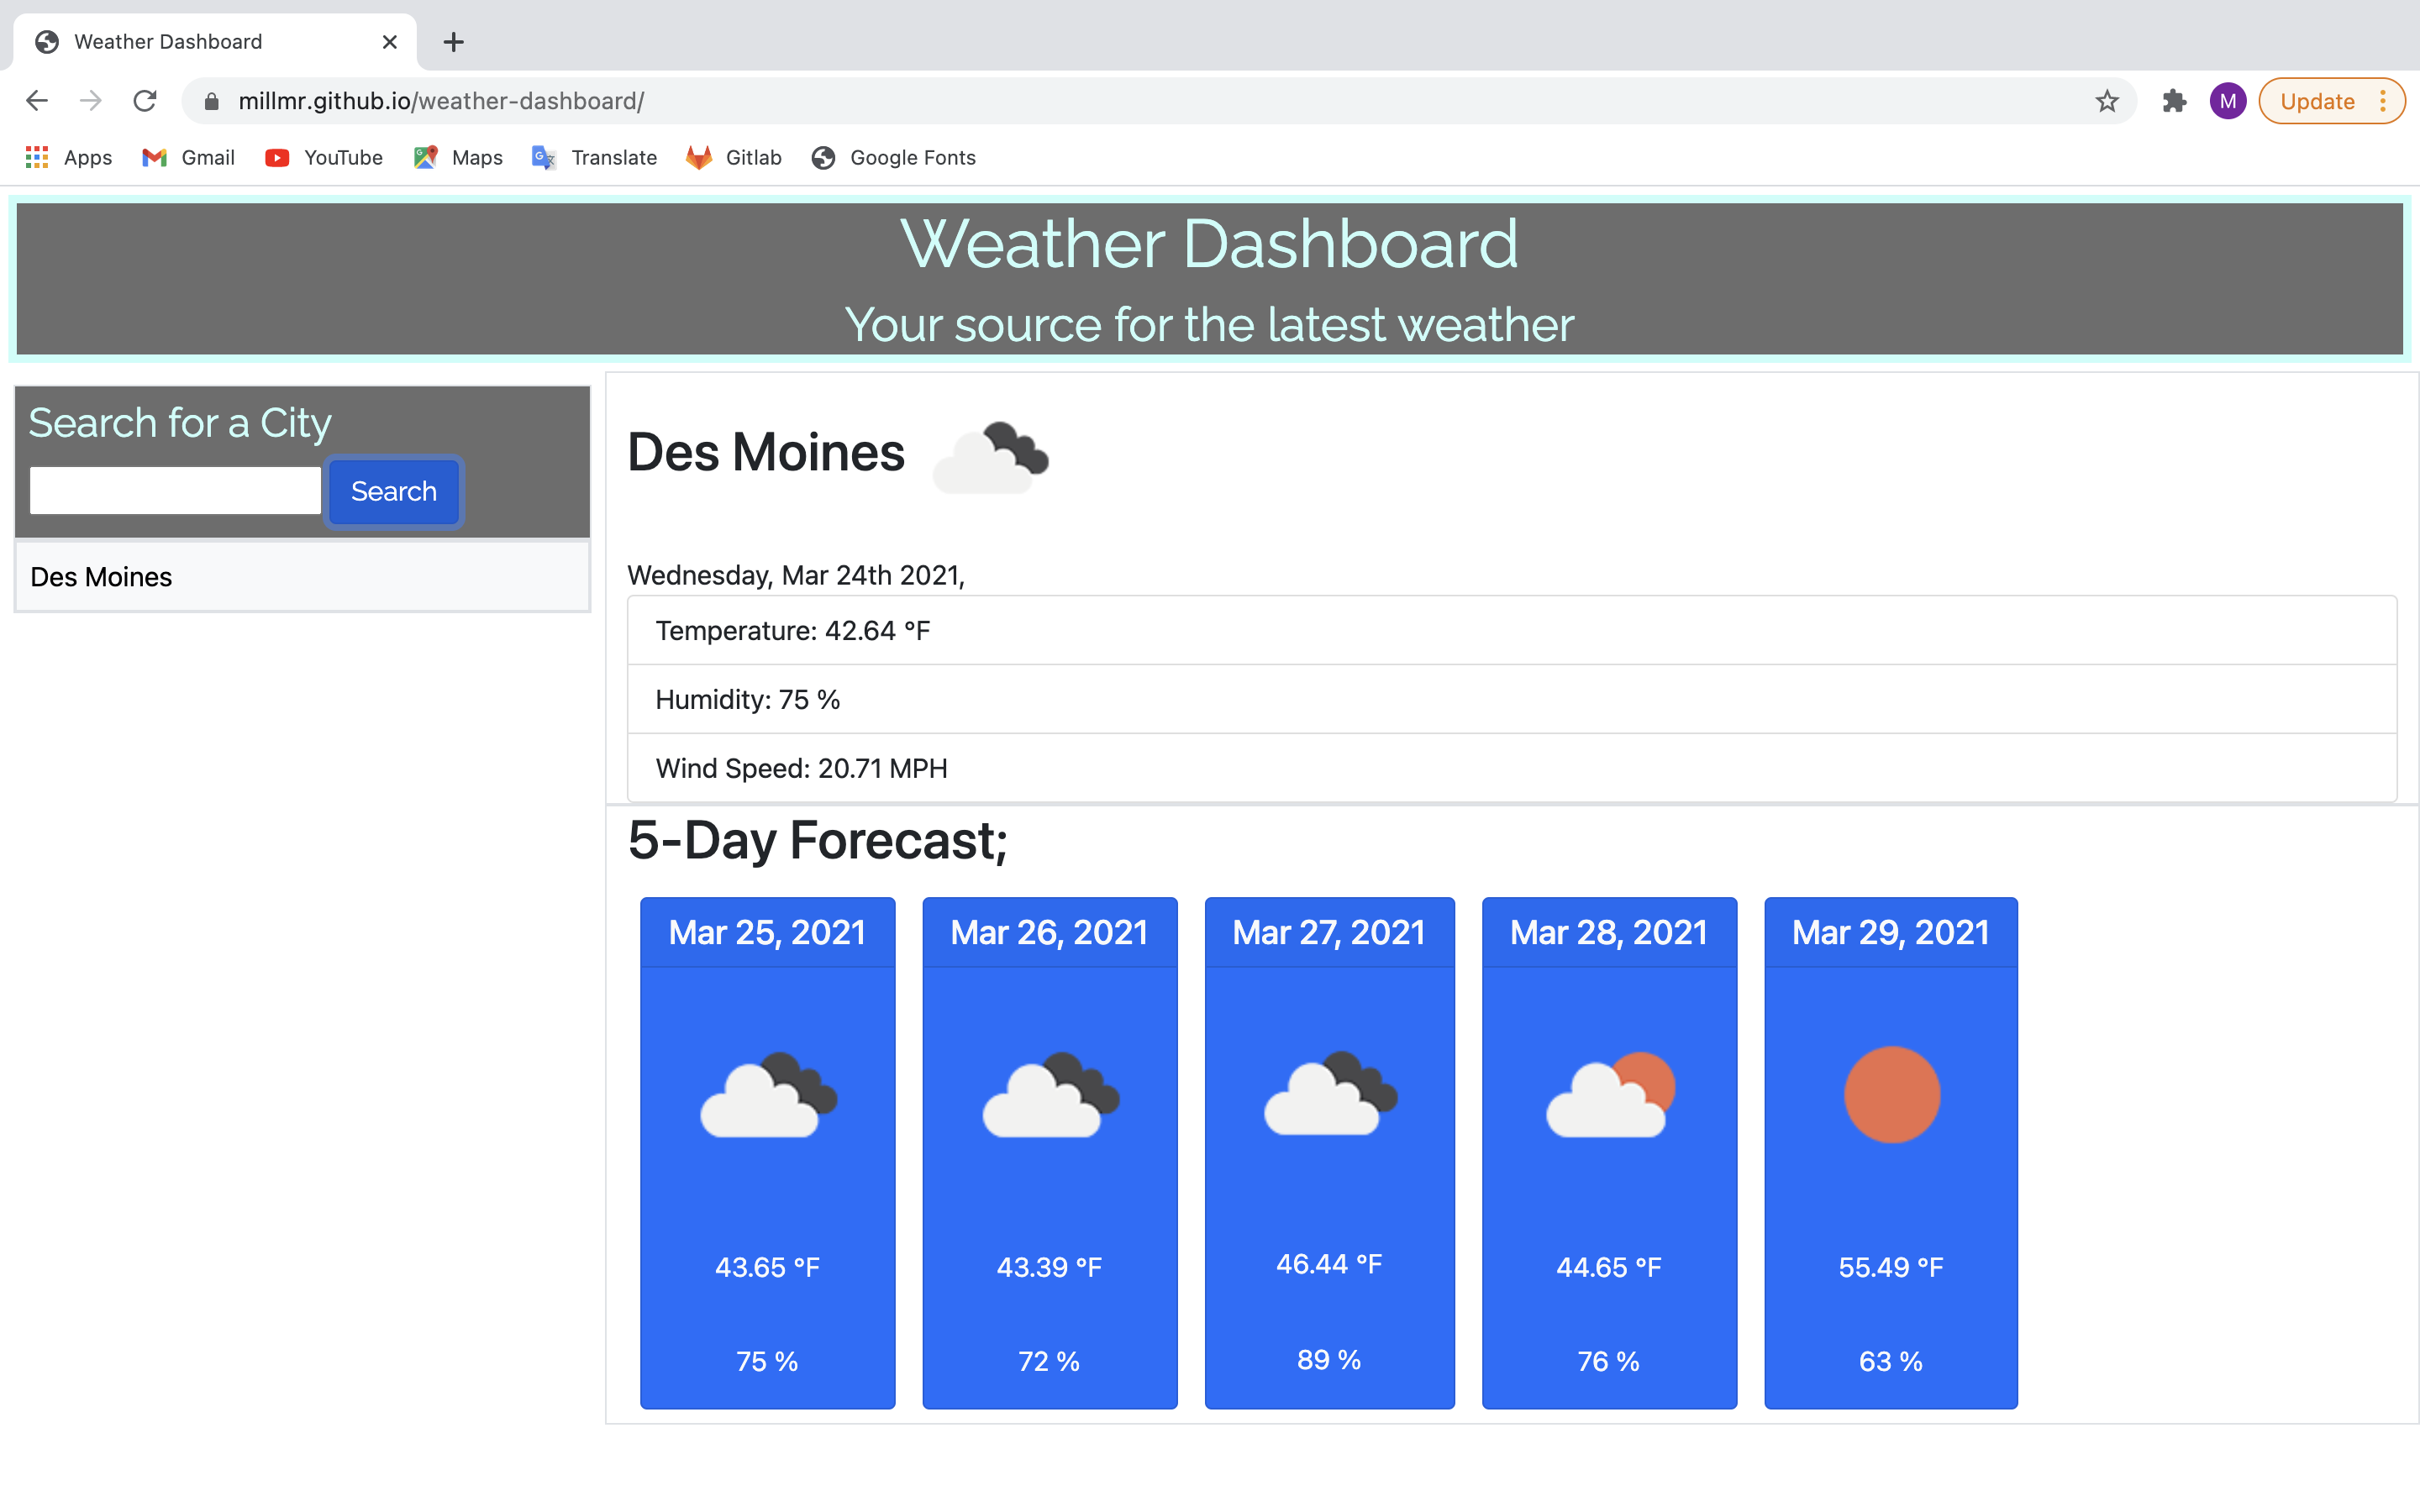 Weather Dashboard
millmr.github.io/weather-dashboard/
M
Update
Apps
Gmail
YouTube
Maps
Translate
Gitlab
Google Fonts
Weather Dashboard
Your source for the latest weather
Search for a City
Search
Des Moines
Des Moines
Wednesday, Mar 24th 2021,
Temperature: 42.64 °F
Humidity: 75 %
Wind Speed: 20.71 MPH
5-Day Forecast;
Mar 25, 2021
43.65 °F
75 %
Mar 26, 2021
43.39 °F
72 %
Mar 27, 2021
46.44 °F
89 %
Mar 28, 2021
44.65 °F
76 %
Mar 29, 2021
55.49 °F
63 %